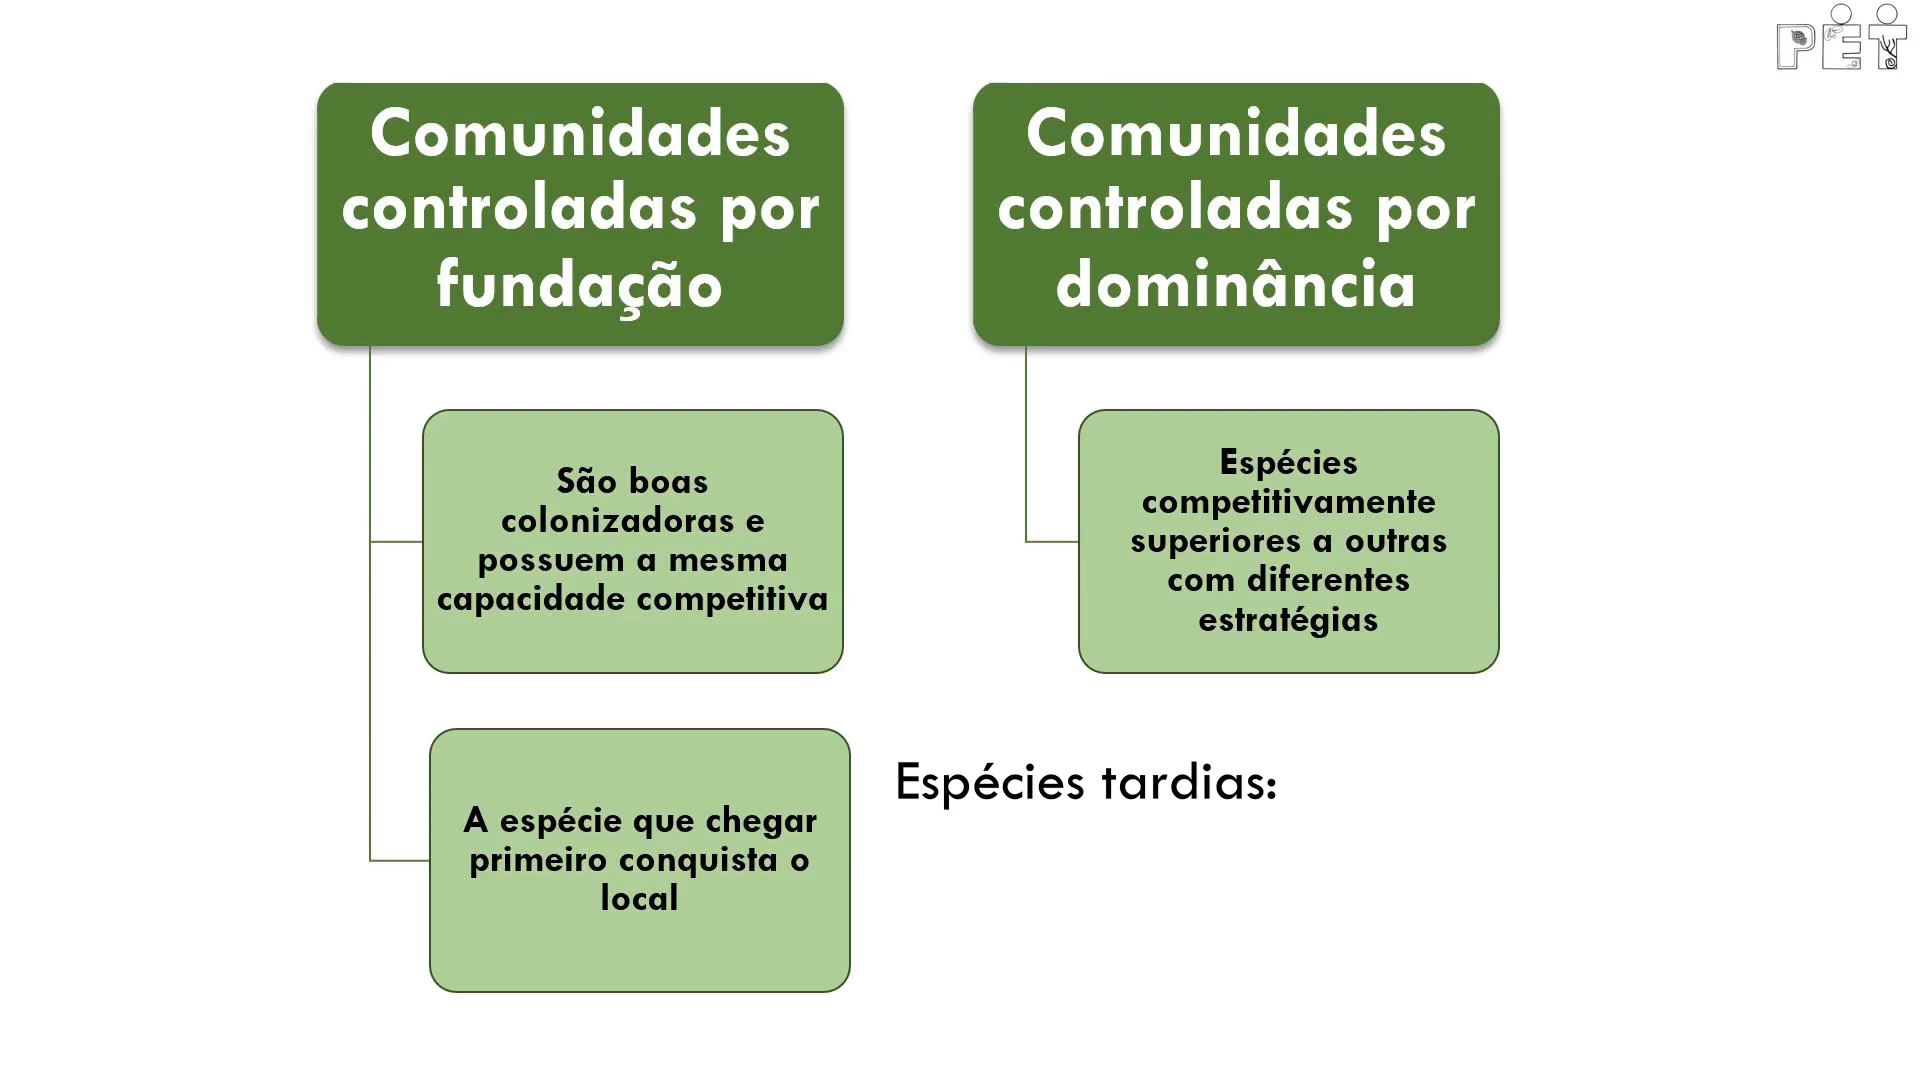 PET
Comunidades
controladas por
fundação
São boas
colonizadoras e
possuem a mesma
capacidade competitiva
A espécie que chegar
primeiro conquista o
local
Comunidades
controladas por
dominância
Espécies
competitivamente
superiores a outras
com diferentes
estratégias
Espécies tardias: